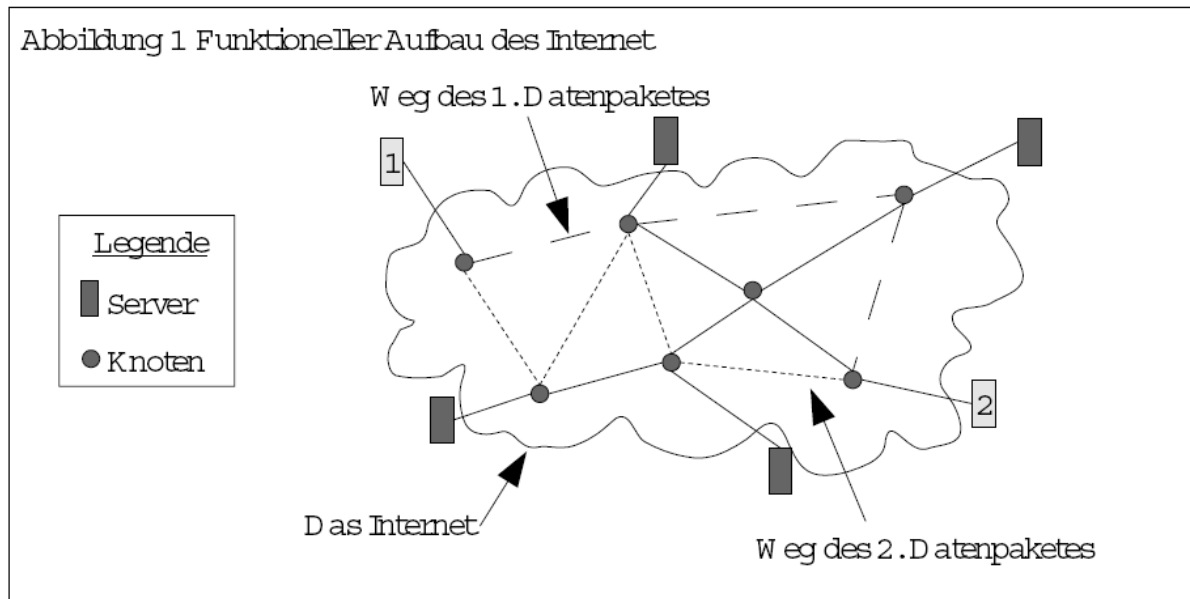 Abbildung 1 Funktioneller Aufbau des Internet
Weg des 1.Datenpaketes
1
Legende
Server
Knoten
2
Das Internet
Weg des 2.Datenpaketes